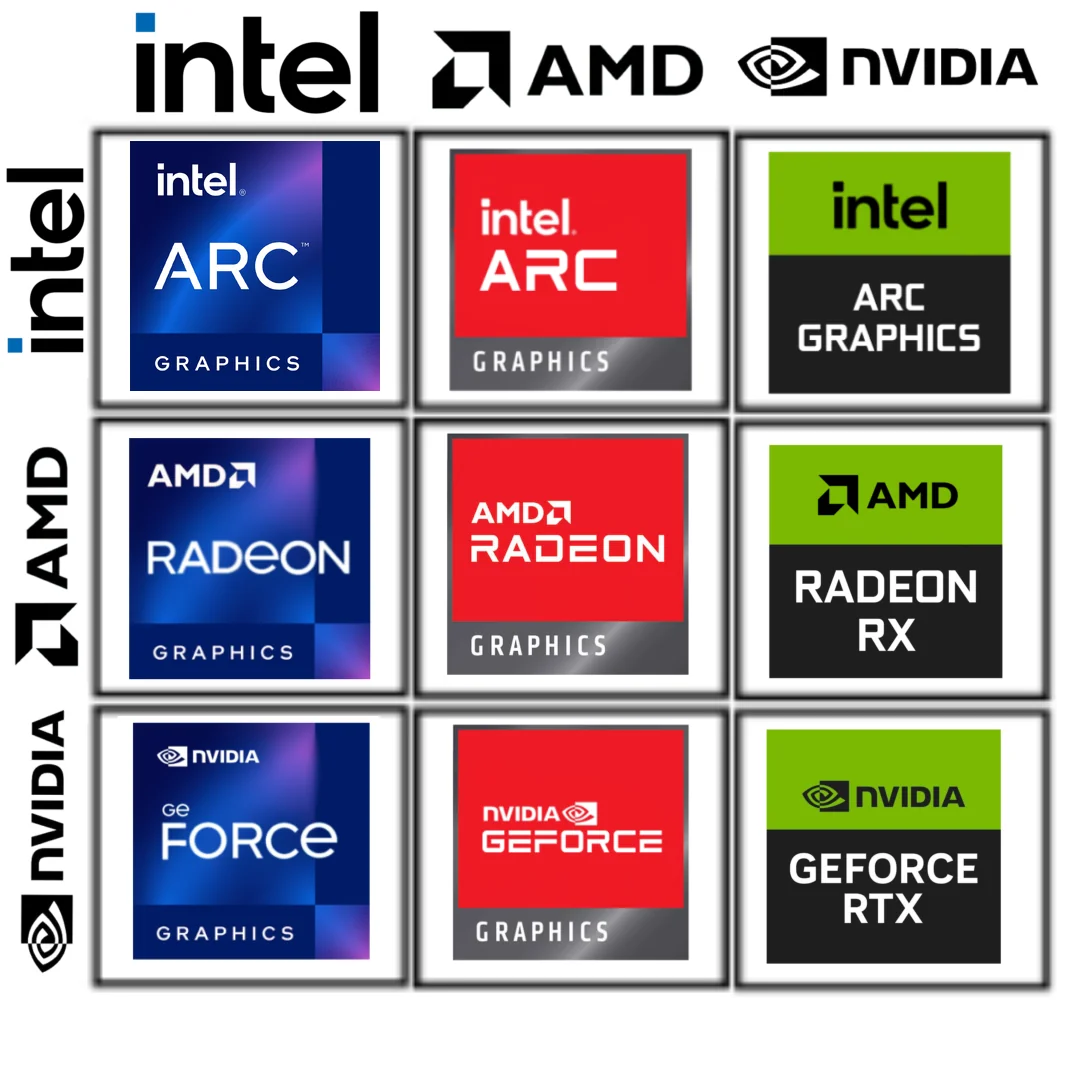 intel AMD NVIDIA
intel
intel®
ARC™
GRAPHICS
intel.
ARC
GRAPHICS
intel
ARC
GRAPHICS
AMD
AMD
RADeON
GRAPHICS
AMD
RADEON
GRAPHICS
AMD
RADEON
RX
NVIDIA
NVIDIA
Ge
FORCe
GRAPHICS
NVIDIA
GEFORCE
GRAPHICS
NVIDIA
GEFORCE
RTX